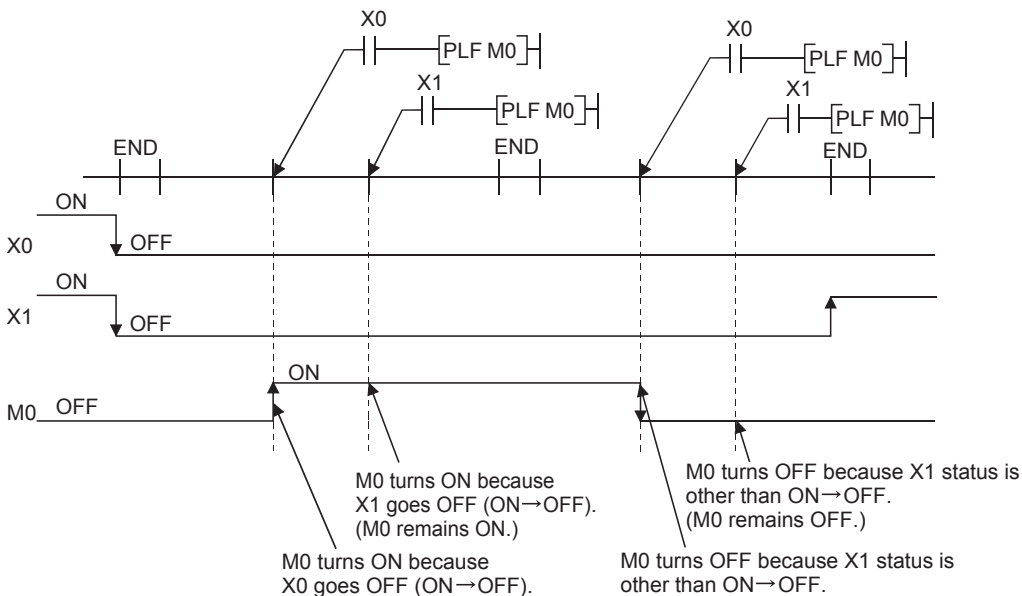 X0
[PLF M0]
X1
[PLF M0]
X0
[PLF M0]
X1
[PLF M0]
END
END
END
ON
X0
OFF
ON
X1
OFF
ON
M0
OFF
M0 turns ON because
X1 goes OFF (ON→OFF).
(M0 remains ON.)
M0 turns OFF because X1 status is
other than ON→OFF.
(M0 remains OFF.)
M0 turns ON because
X0 goes OFF (ON→OFF).
M0 turns OFF because X1 status is
other than ON→OFF.